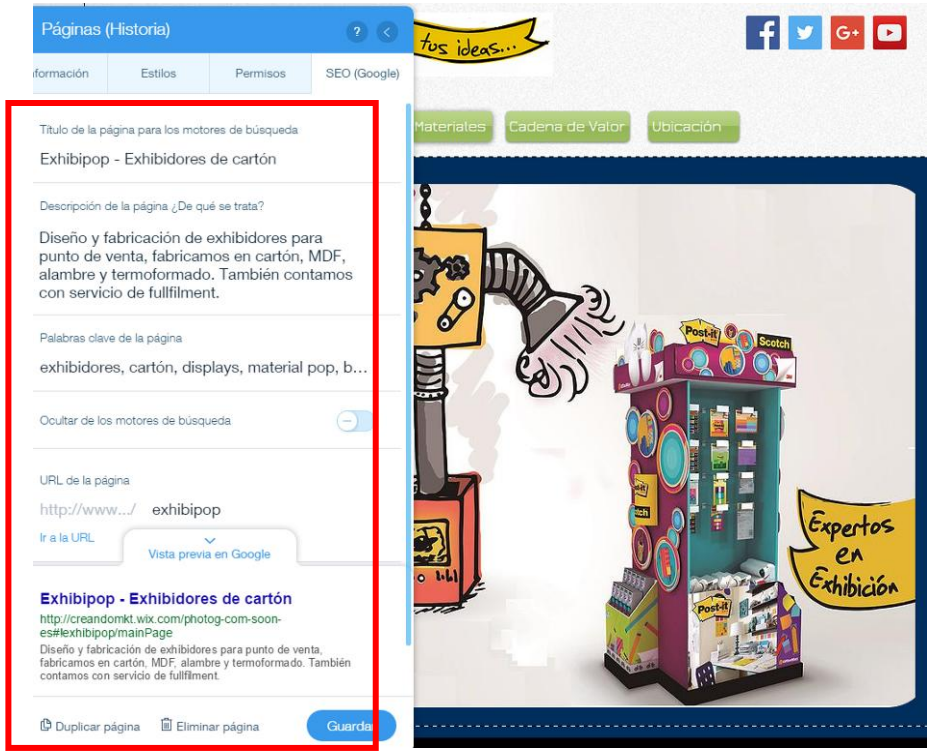 Páginas (Historia)
?
<
nformación
Estilos
Permisos
SEO (Google)
Título de la página para los motores de búsqueda
Exhibipop - Exhibidores de cartón
Descripción de la página ¿De qué se trata?
Diseño y fabricación de exhibidores para
punto de venta, fabricamos en cartón, MDF,
alambre y termoformado. También contamos
con servicio de fullfilment.
Palabras clave de la página
exhibidores, cartón, displays, material pop, b...
Ocultar de los motores de búsqueda
URL de la página
http://www.../ exhibipop
Ir a la URL
Vista previa en Google
Exhibipop - Exhibidores de cartón
http://creandomkt.wix.com/photog-com-soon-
es#!exhibipop/mainPage
Diseño y fabricación de exhibidores para punto de venta,
fabricamos en cartón, MDF, alambre y termoformado. También
contamos con servicio de fullfilment.
Duplicar página
Eliminar página
Guardar
tus ideas...
f
G+
Materiales
Cadena de Valor
Ubicación
Post-it
Scotch
Post-it
Post-it
Expertos
en
Exhibición